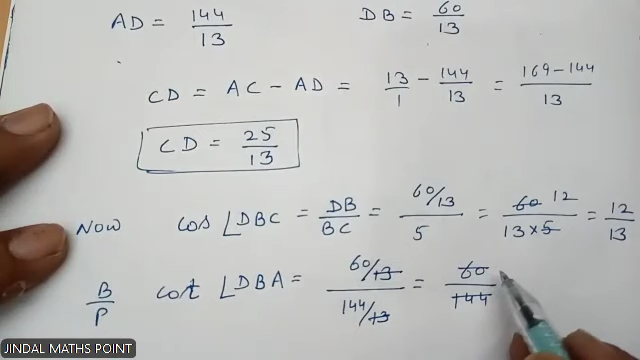 AD = 144/13 DB = 60/13
CD = AC - AD = 13/1 - 144/13 = 169-144/13
CD = 25/13
Now cos ∠DBC = DB/BC = 60/13/5 = 60 12/13×5 = 12/13
B/P cot ∠DBA = 60/13/144/13 = 60/144
JINDAL MATHS POINT